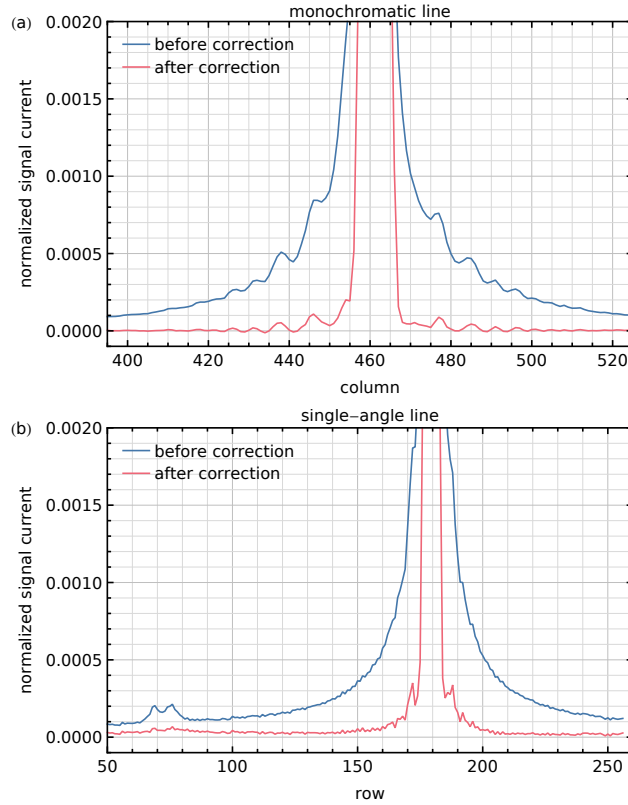 (a)
monochromatic line
before correction
after correction
normalized signal current
0.0020
0.0015
0.0010
0.0005
0.0000
400 420 440 460 480 500 520
column
(b)
single−angle line
before correction
after correction
normalized signal current
0.0020
0.0015
0.0010
0.0005
0.0000
50 100 150 200 250
row